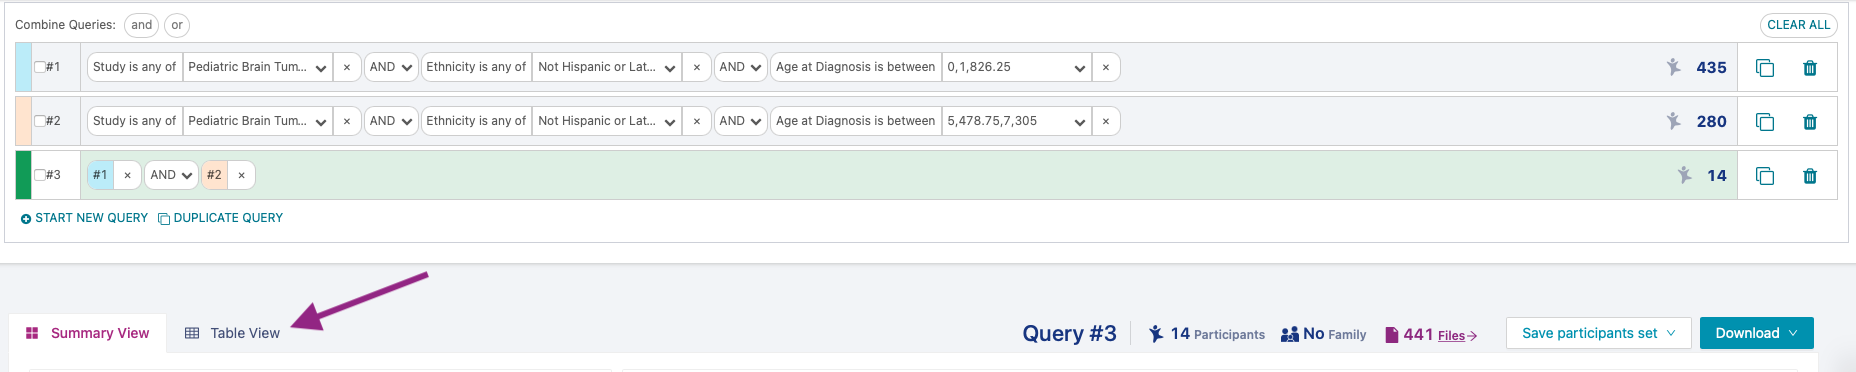 Combine Queries: and or CLEAR ALL
#1 Study is any of Pediatric Brain Tum... × AND Ethnicity is any of Not Hispanic or Lat... × AND Age at Diagnosis is between 0,1,826.25 × 435
#2 Study is any of Pediatric Brain Tum... × AND Ethnicity is any of Not Hispanic or Lat... × AND Age at Diagnosis is between 5,478.75,7,305 × 280
#3 #1 × AND #2 × 14
START NEW QUERY DUPLICATE QUERY
Summary View Table View Query #3 14 Participants No Family 441 Files→ Save participants set Download